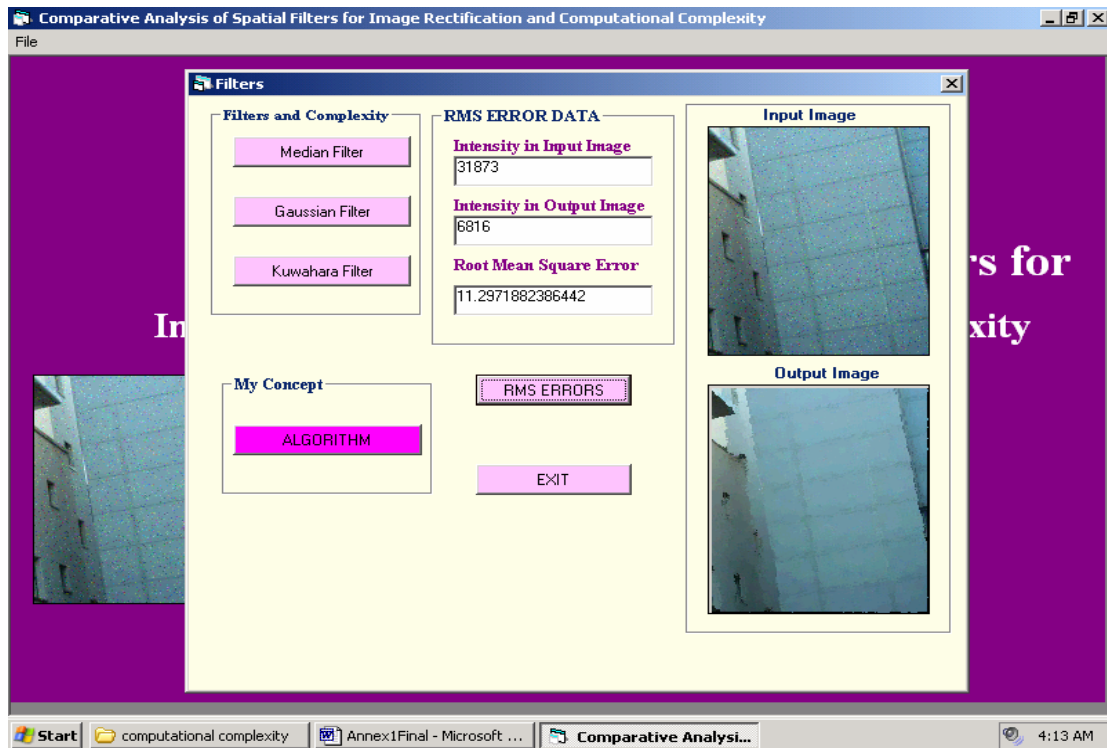 Comparative Analysis of Spatial Filters for Image Rectification and Computational Complexity
File
Filters
Filters and Complexity
Median Filter
Gaussian Filter
Kuwahara Filter
RMS ERROR DATA
Intensity in Input Image
31873
Intensity in Output Image
6816
Root Mean Square Error
11.2971882386442
Input Image
Output Image
My Concept
ALGORITHM
RMS ERRORS
EXIT
's for
In
xity
Start
computational complexity
Annex1Final - Microsoft ...
Comparative Analysi...
4:13 AM